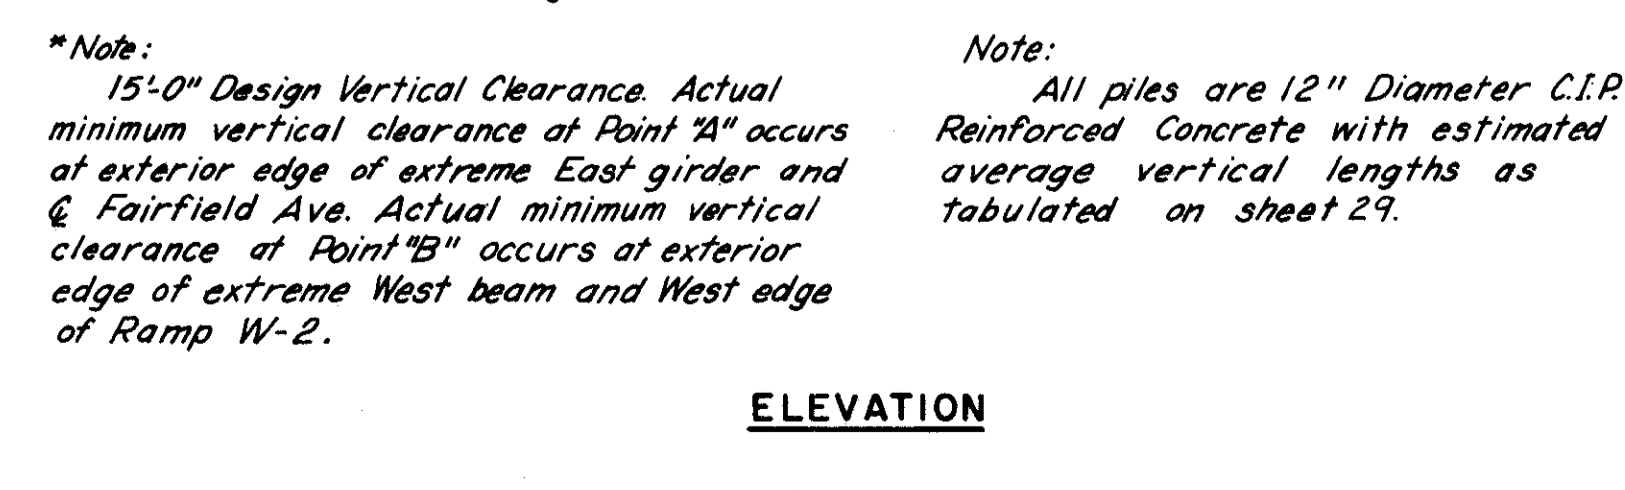 *Note:
15'-0" Design Vertical Clearance. Actual
minimum vertical clearance at Point "A" occurs
at exterior edge of extreme East girder and
℄ Fairfield Ave. Actual minimum vertical
clearance at Point "B" occurs at exterior
edge of extreme West beam and West edge
of Ramp W-2.
Note:
All piles are 12" Diameter C.I.P.
Reinforced Concrete with estimated
average vertical lengths as
tabulated on sheet 29.
ELEVATION